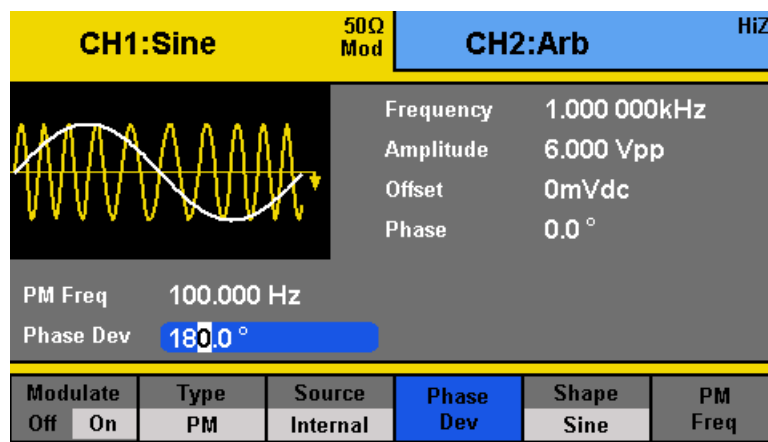 CH1:Sine
50Ω
Mod
CH2:Arb
HiZ
Frequency 1.000 000kHz
Amplitude 6.000 Vpp
Offset 0mVdc
Phase 0.0 °
PM Freq 100.000 Hz
Phase Dev 180.0 °
Modulate Type Source Phase Shape PM
Off On PM Internal Dev Sine Freq